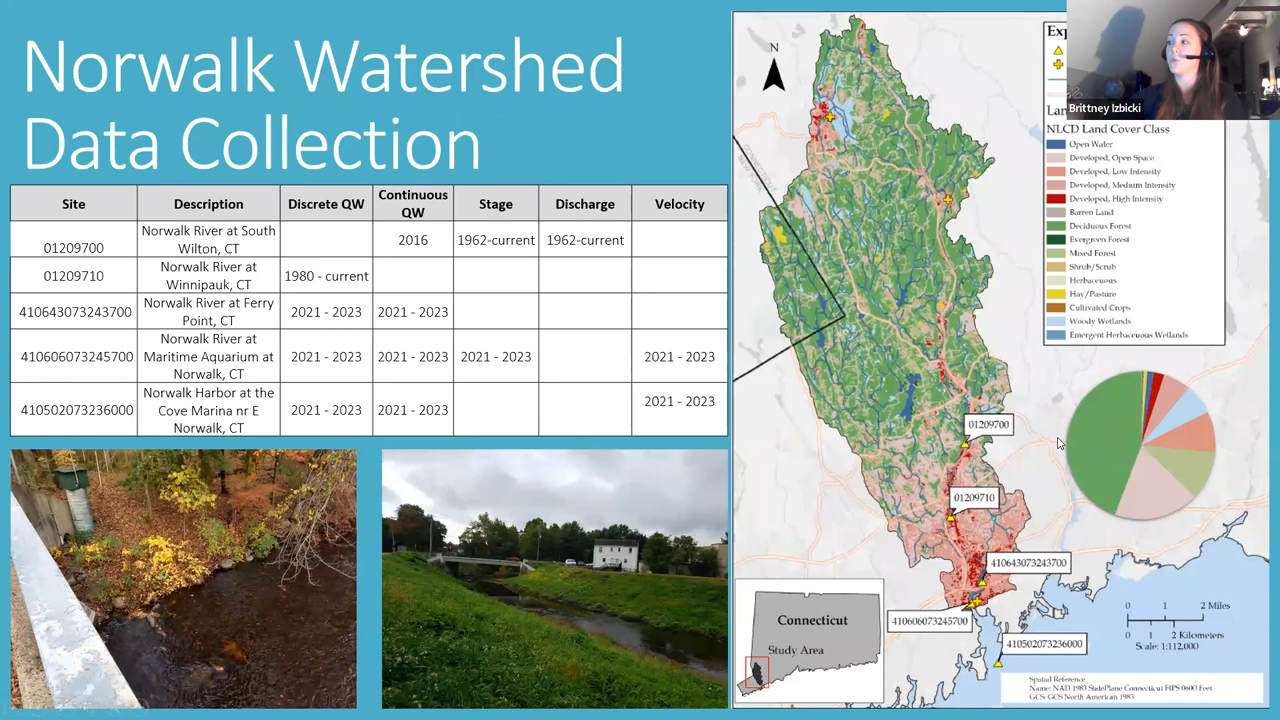 Norwalk Watershed
Data Collection
Site Description Discrete QW Continuous QW Stage Discharge Velocity
01209700 Norwalk River at South Wilton, CT 2016 1962-current 1962-current
01209710 Norwalk River at Winnipauk, CT 1980 - current
410643073243700 Norwalk River at Ferry Point, CT 2021 - 2023 2021 - 2023
410606073245700 Norwalk River at Maritime Aquarium at Norwalk, CT 2021 - 2023 2021 - 2023 2021 - 2023 2021 - 2023
410502073236000 Norwalk Harbor at the Cove Marina nr E Norwalk, CT 2021 - 2023 2021 - 2023 2021 - 2023
N
Brittney Izbicki
NLCD Land Cover Class
Open Water
Developed, Open Space
Developed, Low Intensity
Developed, Medium Intensity
Developed, High Intensity
Barren Land
Deciduous Forest
Evergreen Forest
Mixed Forest
Shrub/Scrub
Herbaceous
Hay/Pasture
Cultivated Crops
Woody Wetlands
Emergent Herbaceous Wetlands
01209700
01209710
410643073243700
410606073245700
410502073236000
Connecticut
Study Area
0 1 2 Miles
0 1 2 Kilometers
Scale: 1:112,000
Spatial Reference
Name: NAD 1983 StatePlane Connecticut FIPS 0600 Feet
GCS: GCS North American 1983